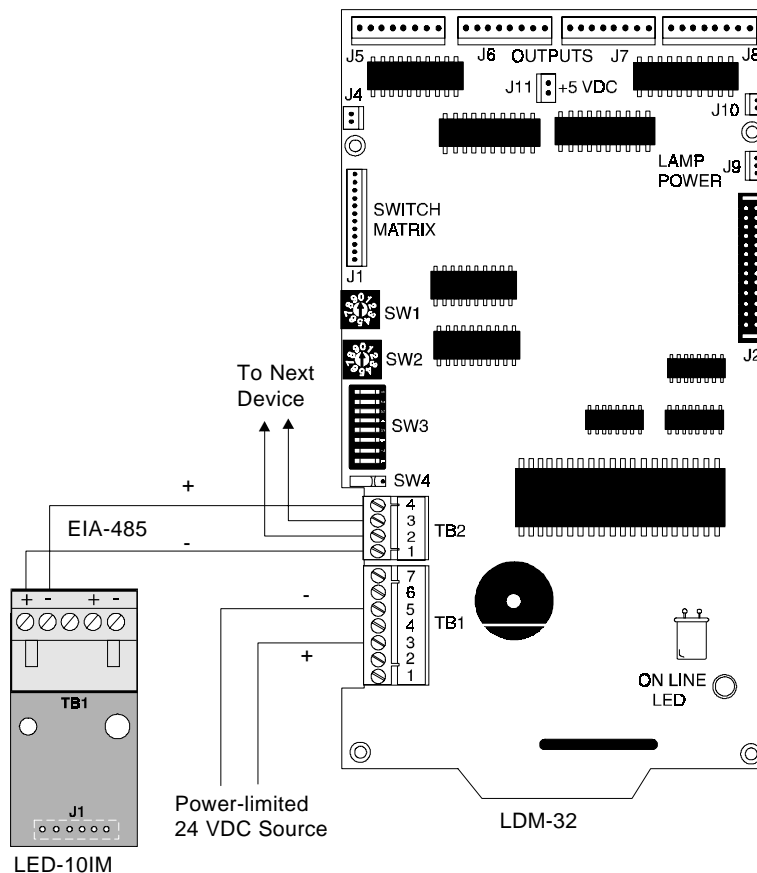 J5
J6
OUTPUTS
J7
J8
J4
J11
+5 VDC
J10
LAMP
POWER
J9
SWITCH
MATRIX
J1
SW1
SW2
J2
To Next
Device
SW3
SW4
+
EIA-485
-
4
3
2
1
TB2
+ - + -
7
6
5
4
3
2
1
TB1
-
+
ON LINE
LED
TB1
J1
Power-limited
24 VDC Source
LDM-32
LED-10IM